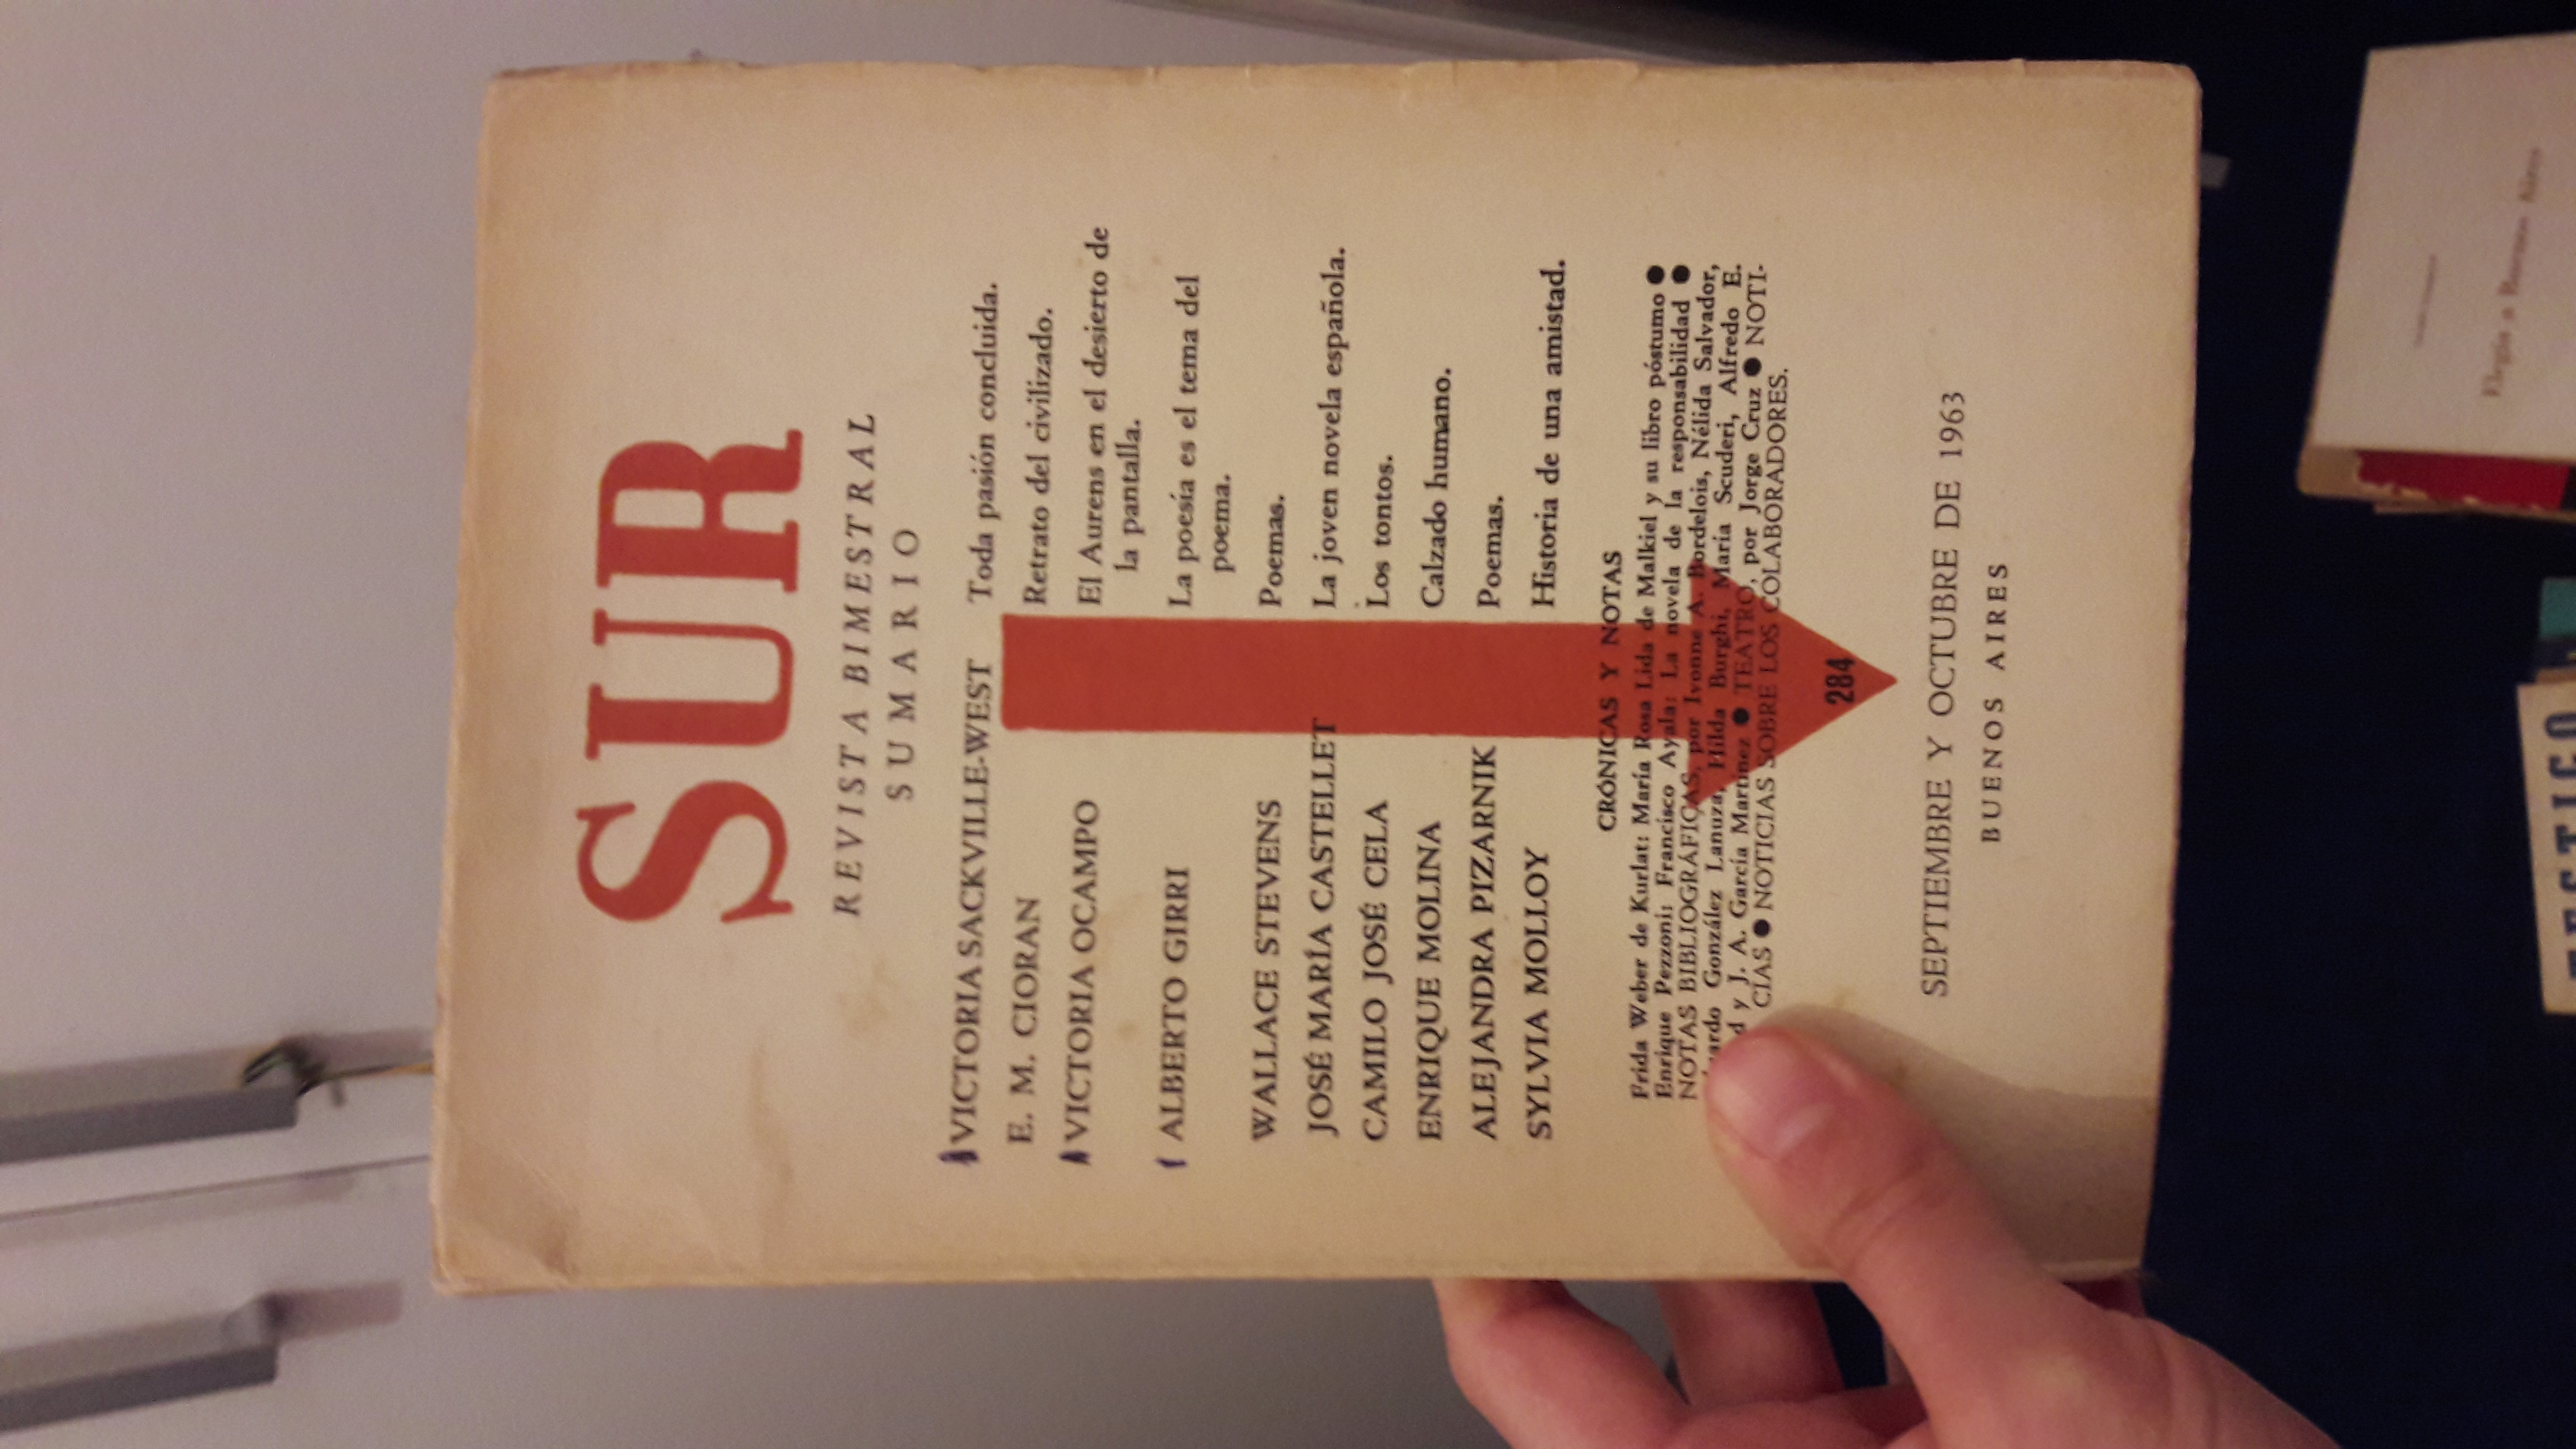 SUR
REVISTA BIMESTRAL
SUMARIO
VICTORIA SACKVILLE-WEST Toda pasión concluida.
E. M. CIORAN Retrato del civilizado.
VICTORIA OCAMPO El Aurens en el desierto de
la pantalla.
ALBERTO GIRRI La poesía es el tema del
poema.
WALLACE STEVENS Poemas.
JOSÉ MARÍA CASTELLET La joven novela española.
CAMILO JOSÉ CELA Los tontos.
ENRIQUE MOLINA Calzado humano.
ALEJANDRA PIZARNIK Poemas.
SYLVIA MOLLOY Historia de una amistad.
CRÓNICAS Y NOTAS
Frida Weber de Kurlat: María Rosa Lida de Malkiel y su libro póstumo ●
Enrique Pezzoni: Francisco Ayala: La novela de la responsabilidad ●
NOTAS BIBLIOGRÁFICAS, por Ivonne A. Bordelois, Nélida Salvador,
González Lanuza, Hilda Burghi, María Scuderi, Alfredo E.
y J. A. García Martínez ● TEATRO, por Jorge Cruz ● NOTI-
CIAS ● NOTICIAS SOBRE LOS COLABORADORES.
284
SEPTIEMBRE Y OCTUBRE DE 1963
BUENOS AIRES
Elegía a Buenos Aires
TESTIGO